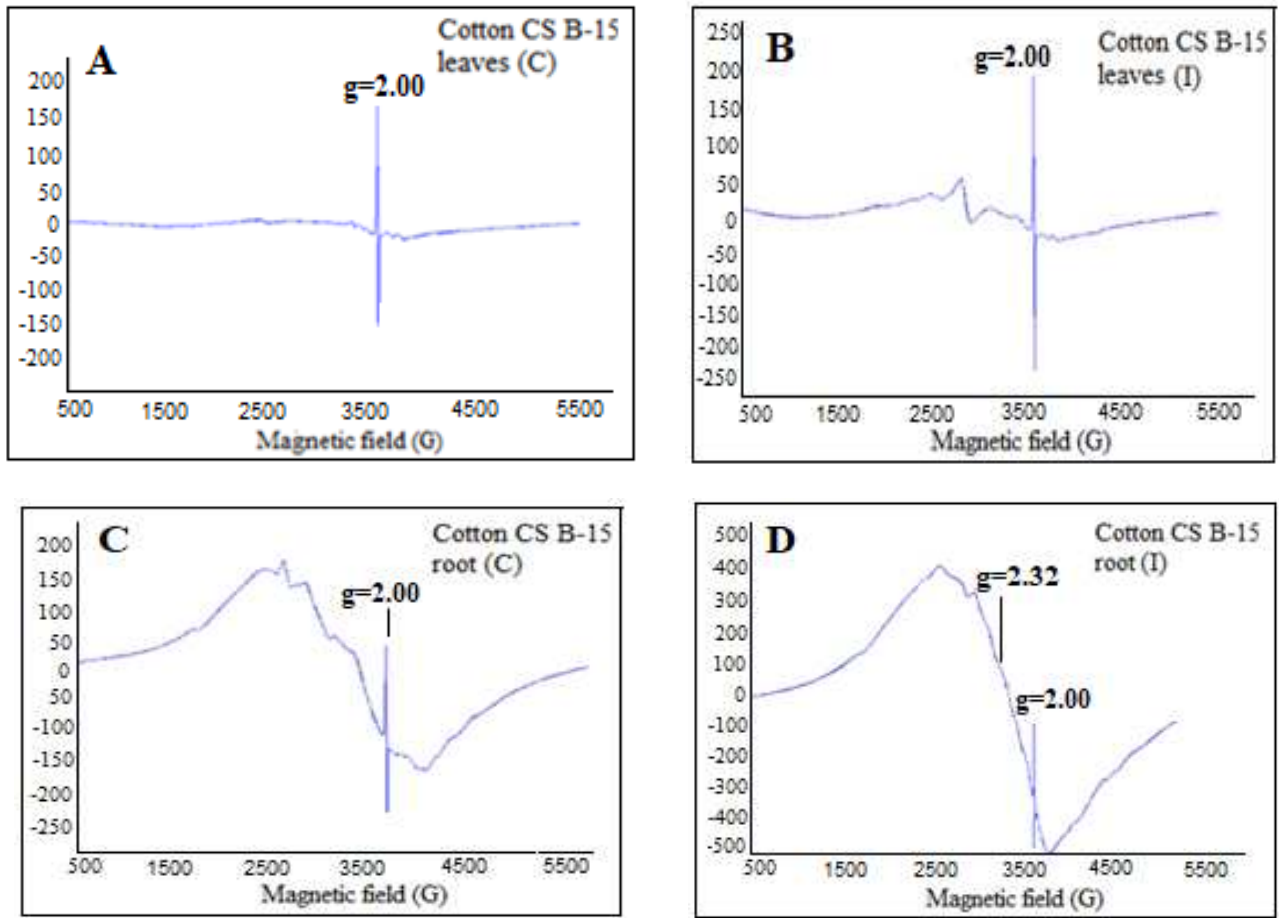 A
Cotton CS B-15
leaves (C)
g=2.00
200
150
100
50
0
-50
-100
-150
-200
500 1500 2500 3500 4500 5500
Magnetic field (G)
B
Cotton CS B-15
leaves (I)
g=2.00
250
200
150
100
50
0
-50
-100
-150
-200
-250
500 1500 2500 3500 4500 5500
Magnetic field (G)
C
Cotton CS B-15
root (C)
g=2.00
200
150
100
50
0
50
-100
-150
-200
-250
500 1500 2500 3500 4500 5500
Magnetic field (G)
D
Cotton CS B-15
root (I)
g=2.32
g=2.00
500
400
300
200
100
0
-100
-200
-300
-400
-500
500 1500 2500 3500 4500 5500
Magnetic field (G)